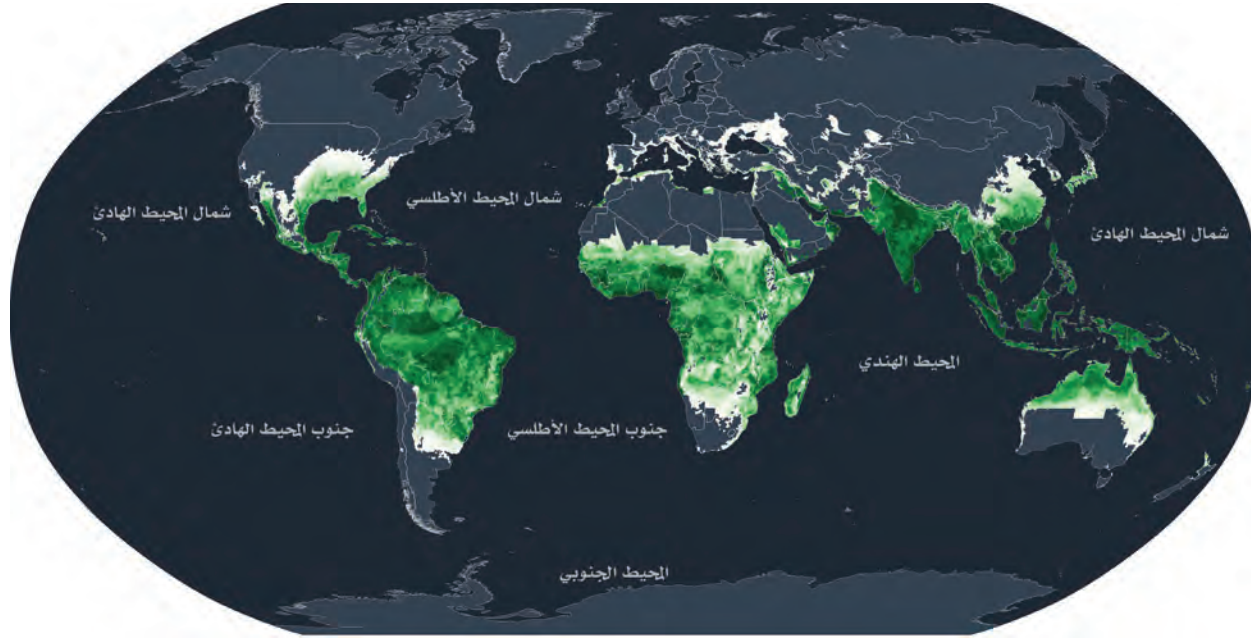 شمال المحيط الأطلسي
شمال المحيط الهادئ
شمال المحيط الهادئ
المحيط الهندي
جنوب المحيط الأطلسي
جنوب المحيط الهادئ
المحيط الجنوبي